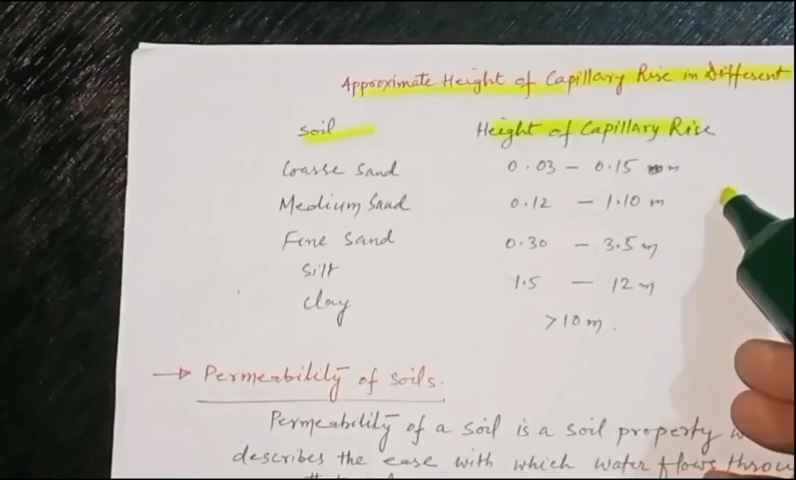 Approximate Height of Capillary Rise in Different
Soil Height of Capillary Rise
Coarse Sand 0.03 – 0.15 m
Medium Sand 0.12 – 1.10 m
Fine Sand 0.30 – 3.5 m
Silt 1.5 – 12 m
Clay >10 m.
→ Permeability of soils.
Permeability of a soil is a soil property
describes the ease with which water flows throu